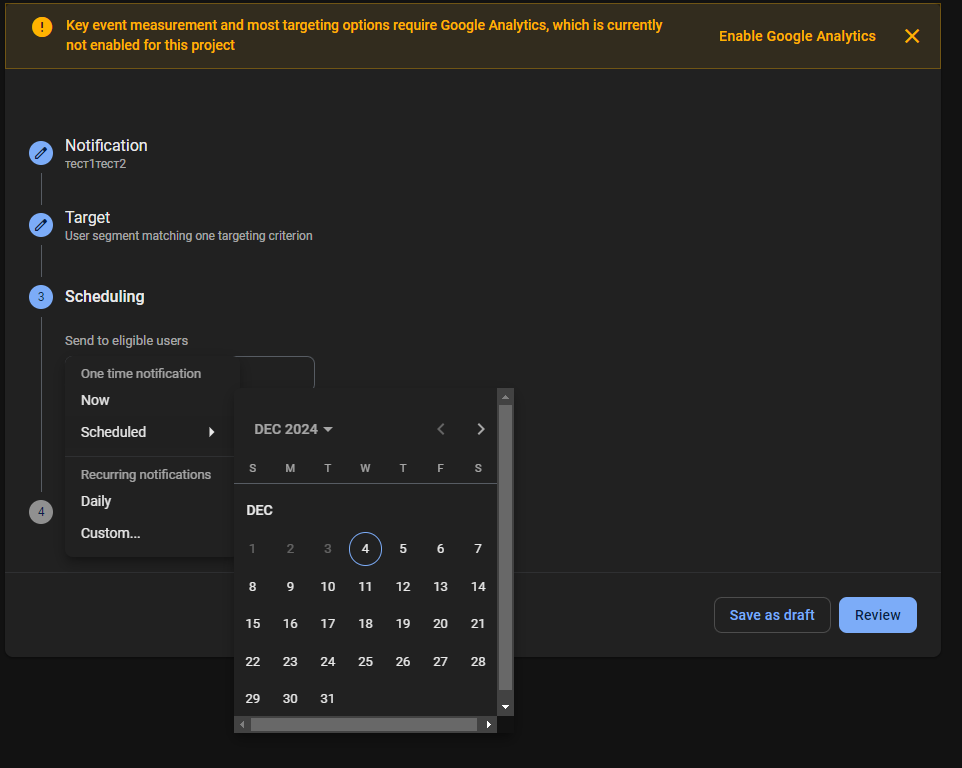 Key event measurement and most targeting options require Google Analytics, which is currently
not enabled for this project
Enable Google Analytics
Notification
тест1тест2
Target
User segment matching one targeting criterion
3
Scheduling
Send to eligible users
One time notification
Now
Scheduled
Recurring notifications
Daily
Custom...
4
DEC 2024
S M T W T F S
DEC
1 2 3 4 5 6 7
8 9 10 11 12 13 14
15 16 17 18 19 20 21
22 23 24 25 26 27 28
29 30 31
Save as draft
Review